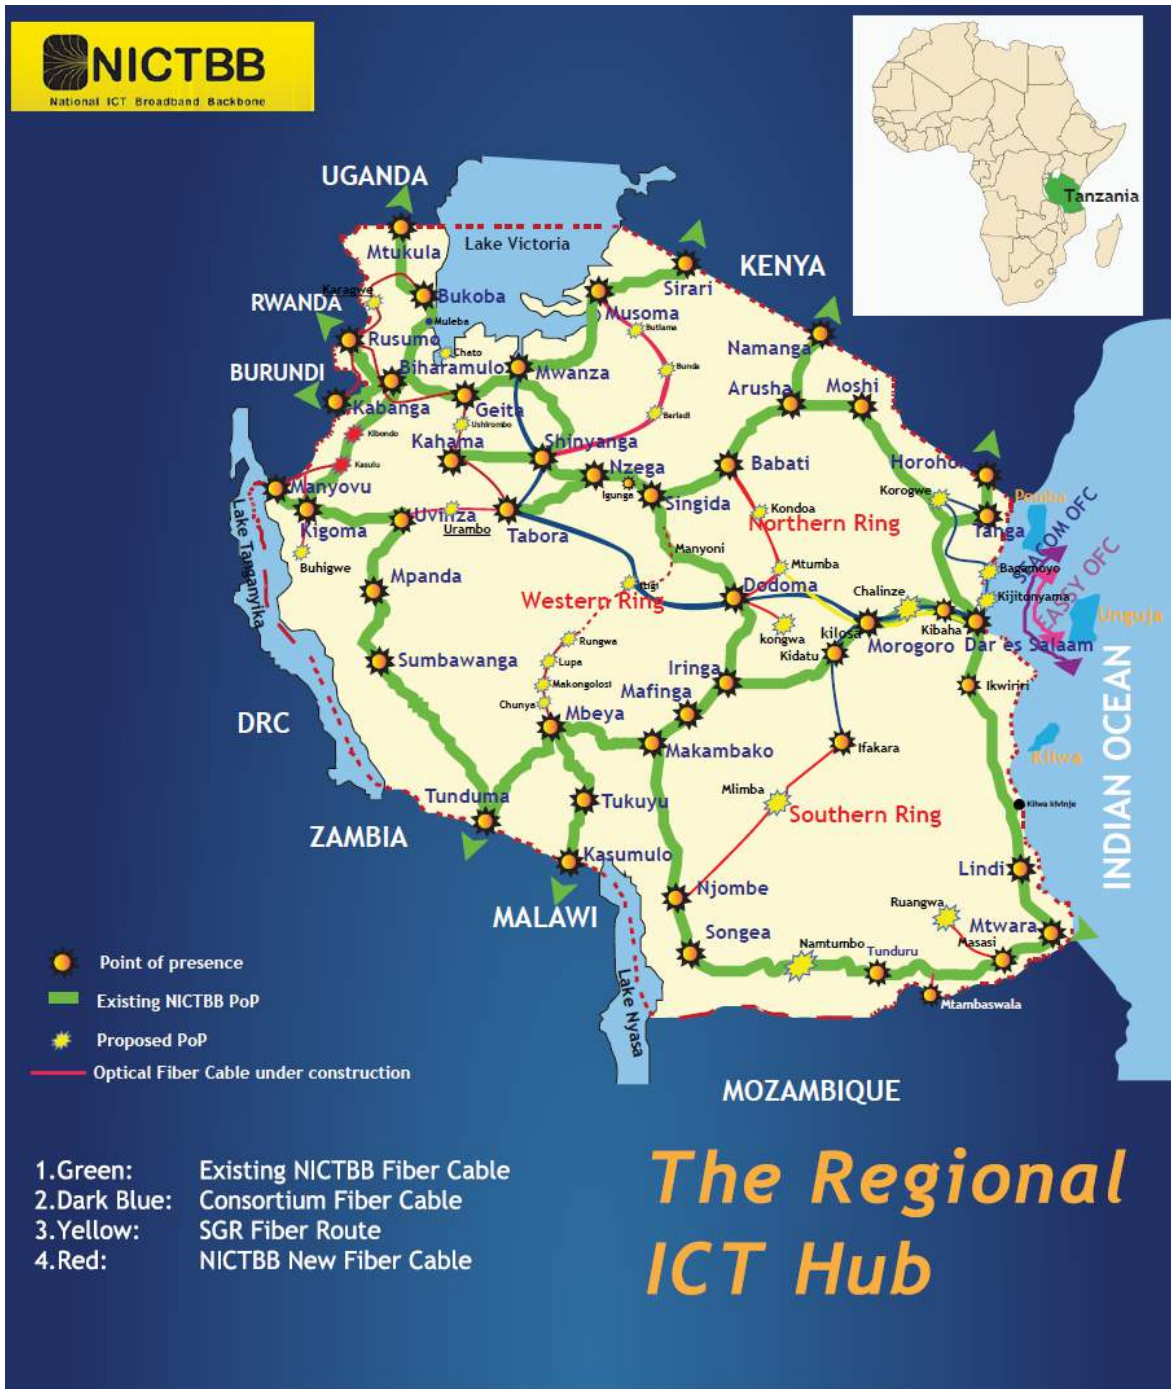 NICTBB
National ICT Broadband Backbone
Tanzania
UGANDA
Lake Victoria
Mtukula
KENYA
Sirari
Karagwe
Bukoba
RWANDA
Musoma
Muleba
Butiama
Rusumo
Chato
Namanga
Biharamulo
Mwanza
Bunda
BURUNDI
Arusha
Moshi
Kabanga
Geita
Ushirombo
Bariadi
Kibondo
Kahama
Shinyanga
Kasulu
Nzega
Babati
Horohor
Manyovu
Igunga
Singida
Korogwe
Pemba
SEACOM OFC
Kigoma
Uvinza
Urambo
Tabora
Kondoa
Northern Ring
Tanga
Lake Tanganyika
Buhigwe
Manyoni
EASSY OFC
Mpanda
Itigi
Mtumba
Bagamoyo
Dodoma
Chalinze
Kijitonyama
Western Ring
Unguja
Rungwa
kongwa
kilosa
Kibaha
Sumbawanga
Lupa
Kidatu
Morogoro
Dar es Salaam
Iringa
Makongolosi
Mafinga
Ikwiriri
Chunya
DRC
Mbeya
Makambako
Ifakara
Kilwa
INDIAN OCEAN
Tunduma
Tukuyu
Mlimba
Kilwa kivinje
Southern Ring
ZAMBIA
Kasumulo
Lindi
Njombe
Ruangwa
MALAWI
Songea
Mtwara
Namtumbo
Tunduru
Masasi
Lake Nyasa
Mtambaswala
MOZAMBIQUE
Point of presence
Existing NICTBB PoP
Proposed PoP
Optical Fiber Cable under construction
1.Green: Existing NICTBB Fiber Cable
2.Dark Blue: Consortium Fiber Cable
3.Yellow: SGR Fiber Route
4.Red: NICTBB New Fiber Cable
The Regional
ICT Hub